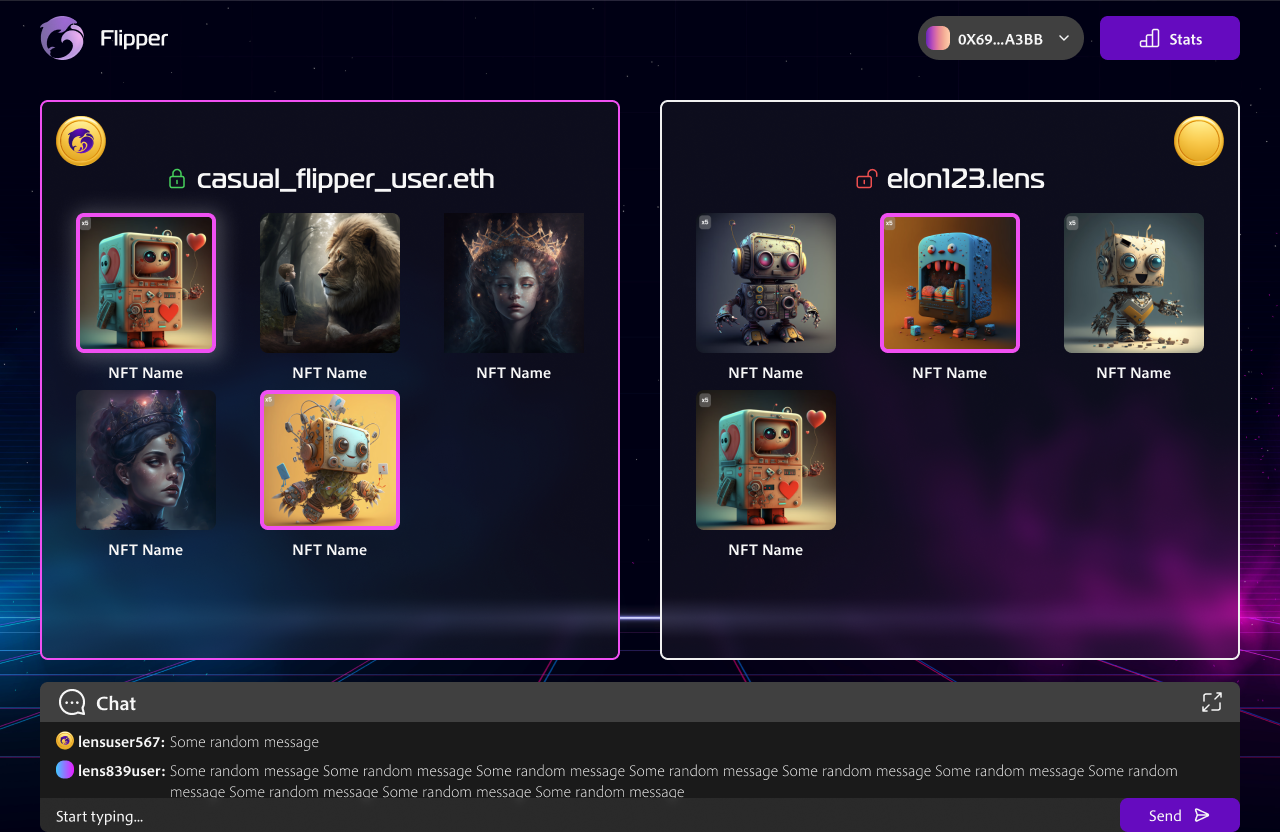 Flipper
0X69...A3BB
Stats
casual_flipper_user.eth
x5
NFT Name
NFT Name
NFT Name
NFT Name
x5
NFT Name
elon123.lens
x5
NFT Name
x5
NFT Name
x5
NFT Name
x5
NFT Name
Chat
lensuser567: Some random message
lens839user: Some random message Some random message Some random message Some random message Some random message Some random message Some random
message Some random message Some random message Some random message
Start typing...
Send